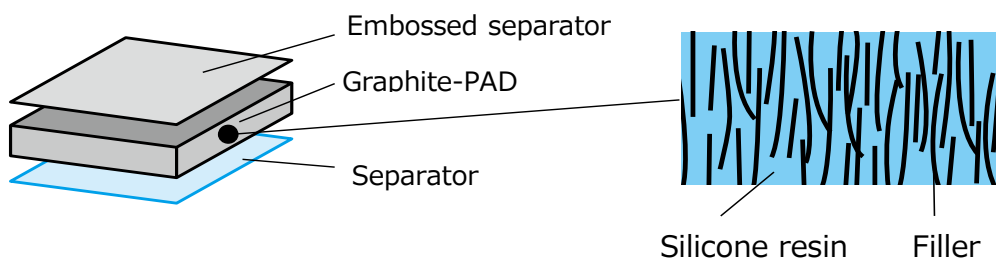 Embossed separator
Graphite-PAD
Separator
Silicone resin
Filler